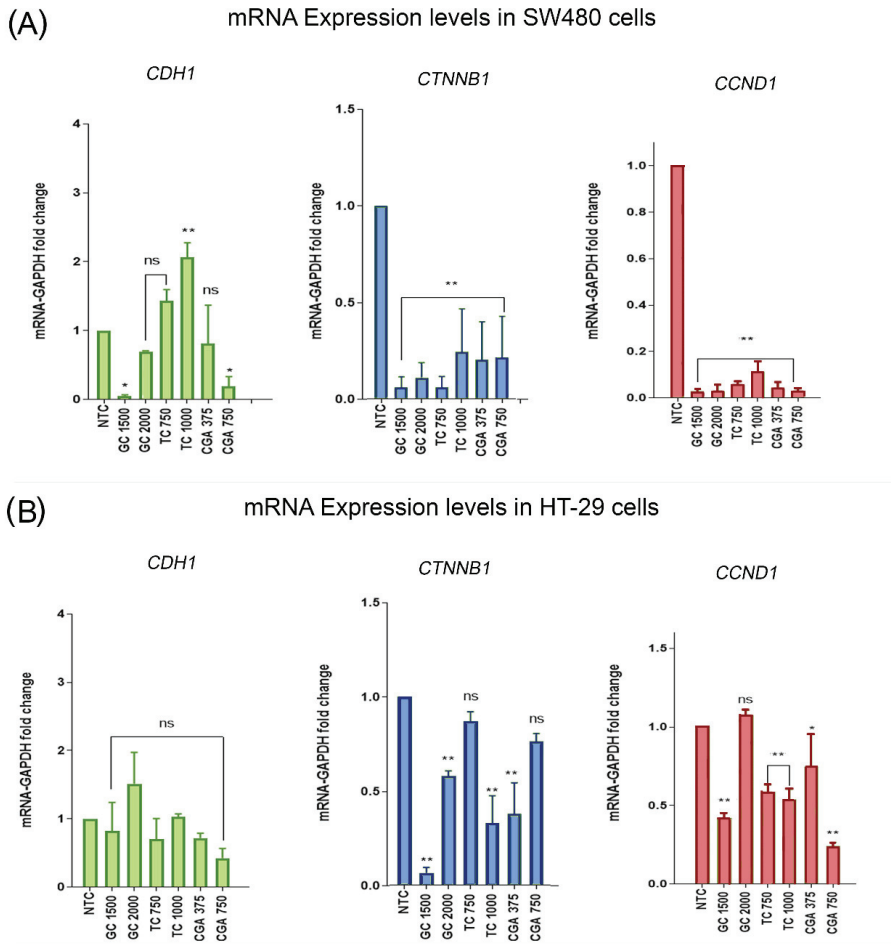 (A)
mRNA Expression levels in SW480 cells
CDH1
CTNNB1
CCND1
mRNA-GAPDH fold change
4
3
2
1
0
*
ns
**
ns
*
NTC
GC 1500
GC 2000
TC 750
TC 1000
CGA 375
CGA 750
mRNA-GAPDH fold change
1.5
1.0
0.5
0.0
**
NTC
GC 1500
GC 2000
TC 750
TC 1000
CGA 375
CGA 750
mRNA-GAPDH fold change
1.0
0.8
0.6
0.4
0.2
0.0
**
NTC
GC 1500
GC 2000
TC 750
TC 1000
CGA 375
CGA 750
(B)
mRNA Expression levels in HT-29 cells
CDH1
CTNNB1
CCND1
mRNA-GAPDH fold change
4
3
2
1
0
ns
NTC
GC 1500
GC 2000
TC 750
TC 1000
CGA 375
CGA 750
mRNA-GAPDH fold change
1.5
1.0
0.5
0.0
**
**
ns
**
**
ns
NTC
GC 1500
GC 2000
TC 750
TC 1000
CGA 375
CGA 750
mRNA-GAPDH fold change
1.5
1.0
0.5
0.0
**
ns
**
*
**
NTC
GC 1500
GC 2000
TC 750
TC 1000
CGA 375
CGA 750